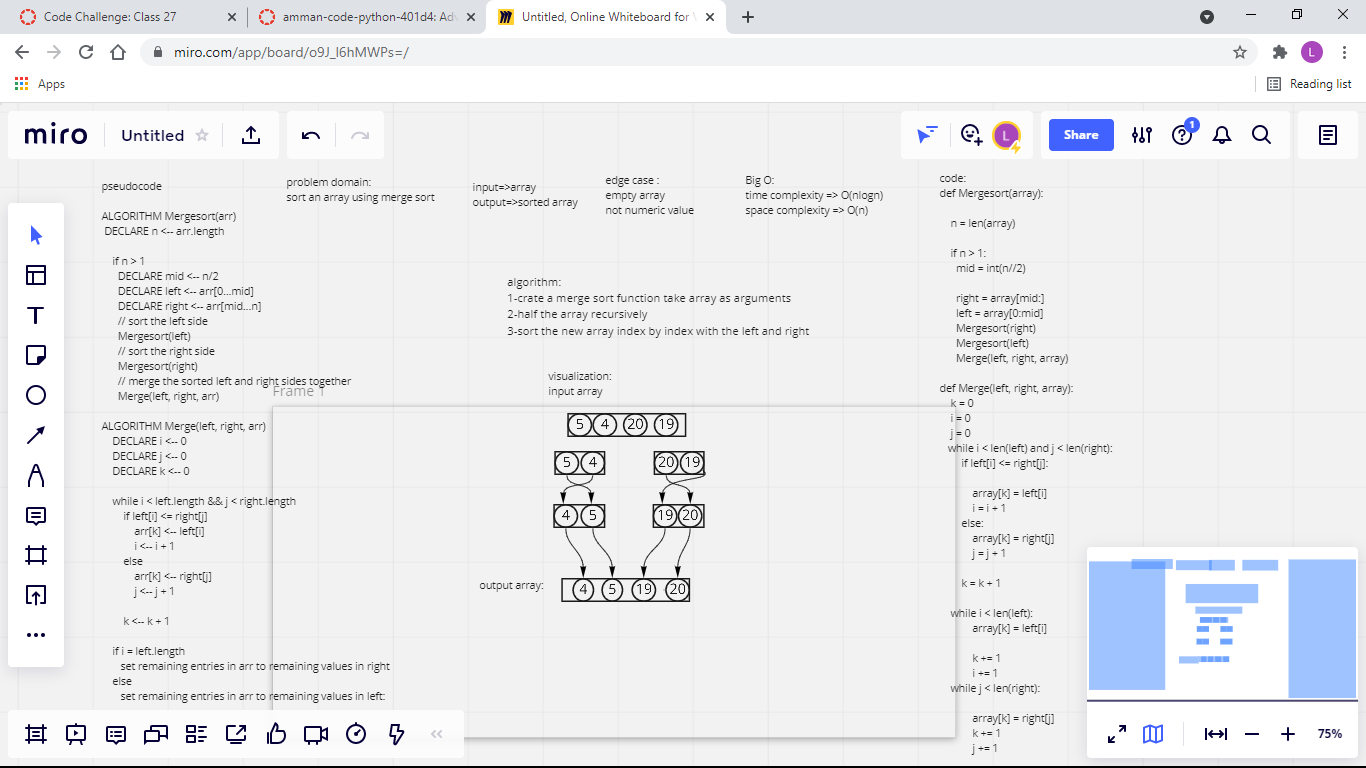 Code Challenge: Class 27
amman-code-python-401d4: Adv
Untitled, Online Whiteboard for
miro.com/app/board/o9J_l6hMWPs=/
L
Apps
Reading list
miro
Untitled
L
Share
1
pseudocode
ALGORITHM Mergesort(arr)
DECLARE n <-- arr.length
if n > 1
DECLARE mid <-- n/2
DECLARE left <-- arr[0...mid]
DECLARE right <-- arr[mid...n]
// sort the left side
Mergesort(left)
// sort the right side
Mergesort(right)
// merge the sorted left and right sides together
Merge(left, right, arr)
ALGORITHM Merge(left, right, arr)
DECLARE i <-- 0
DECLARE j <-- 0
DECLARE k <-- 0
while i < left.length && j < right.length
if left[i] <= right[j]
arr[k] <-- left[i]
i <-- i + 1
else
arr[k] <-- right[j]
j <-- j + 1
k <-- k + 1
if i = left.length
set remaining entries in arr to remaining values in right
else
set remaining entries in arr to remaining values in left:
problem domain:
sort an array using merge sort
input=>array
output=>sorted array
edge case :
empty array
not numeric value
Big O:
time complexity => O(nlogn)
space complexity => O(n)
algorithm:
1-crate a merge sort function take array as arguments
2-half the array recursively
3-sort the new array index by index with the left and right
visualization:
input array
Frame 1
5 4 20 19
5 4 20 19
4 5 19 20
output array: 4 5 19 20
code:
def Mergesort(array):
n = len(array)
if n > 1:
mid = int(n//2)
right = array[mid:]
left = array[0:mid]
Mergesort(right)
Mergesort(left)
Merge(left, right, array)
def Merge(left, right, array):
k = 0
i = 0
j = 0
while i < len(left) and j < len(right):
if left[i] <= right[j]:
array[k] = left[i]
i = i + 1
else:
array[k] = right[j]
j = j + 1
k = k + 1
while i < len(left):
array[k] = left[i]
k += 1
i += 1
while j < len(right):
array[k] = right[j]
k += 1
j += 1
75%